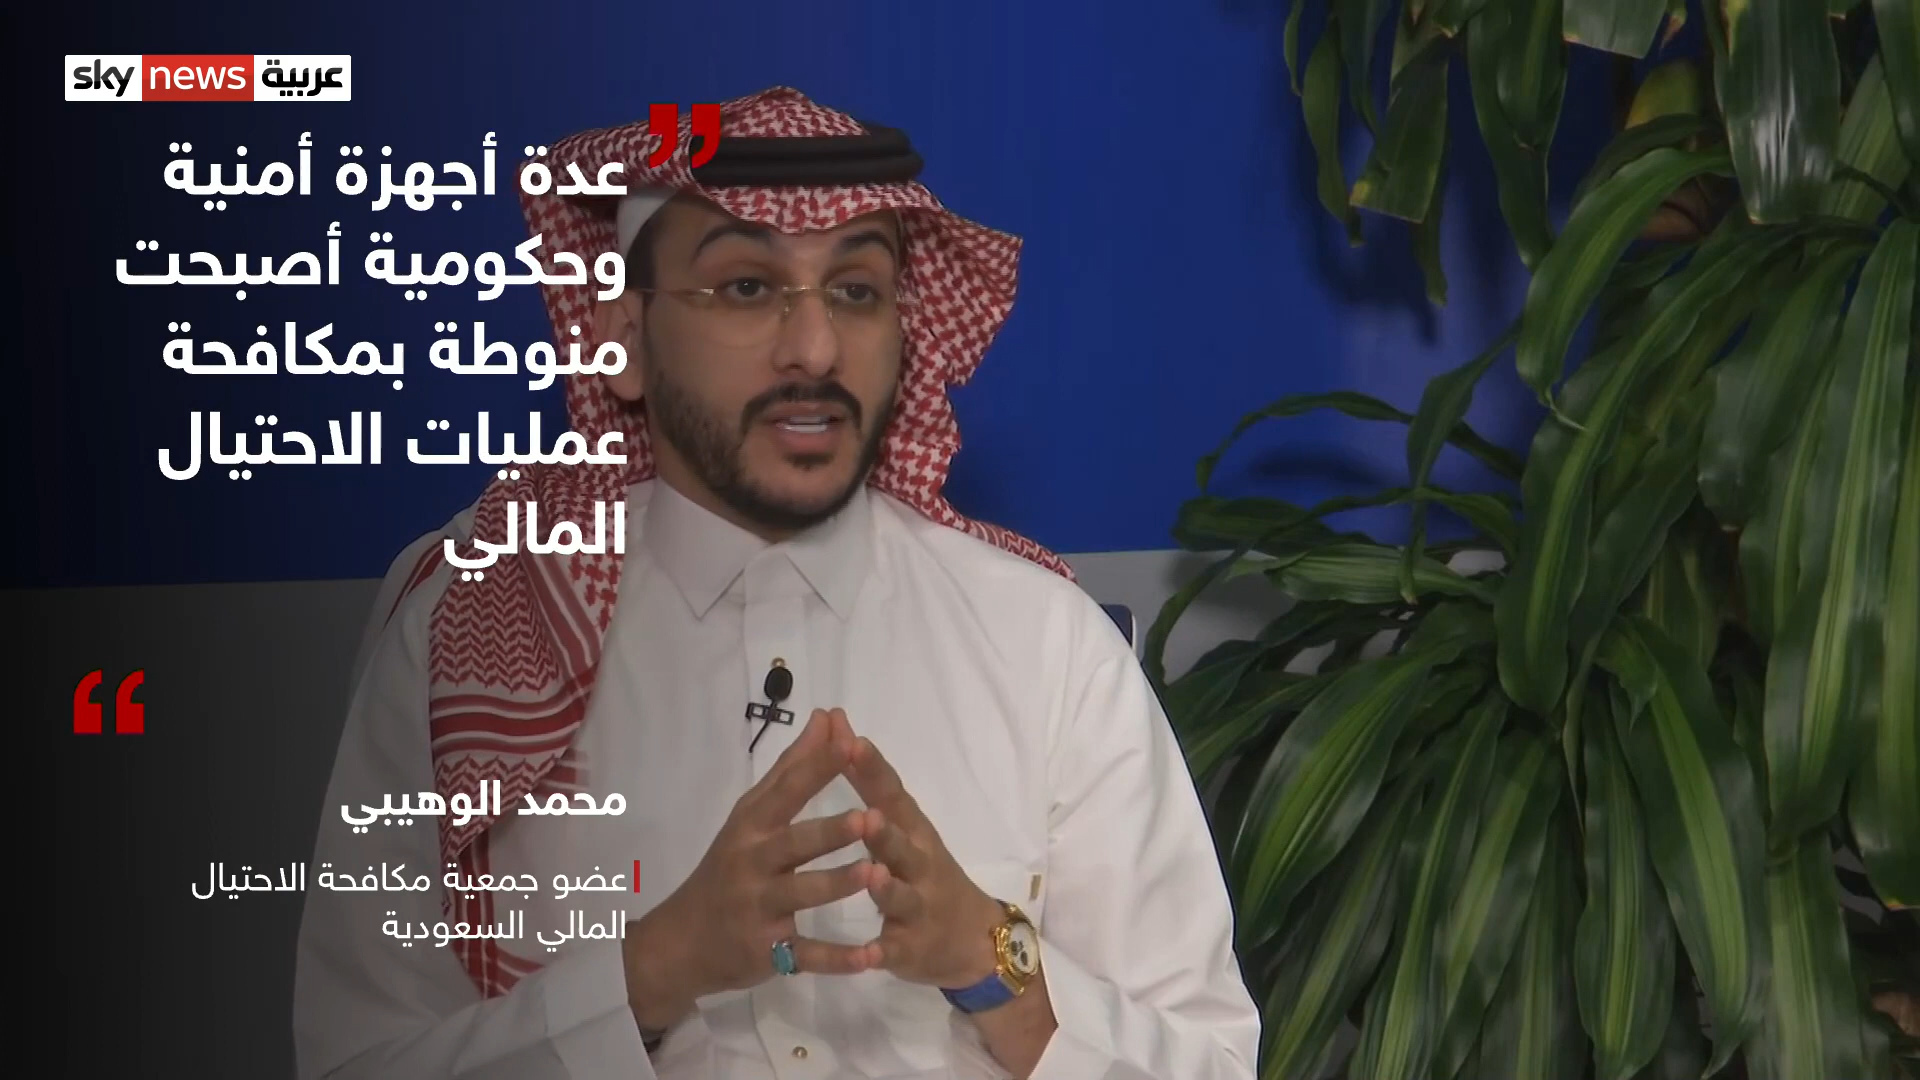 sky news عربية
عدة أجهزة أمنية
وحكومية أصبحت
منوطة بمكافحة
عمليات الاحتيال
المالي
محمد الوهيبي
عضو جمعية مكافحة الاحتيال
المالي السعودية